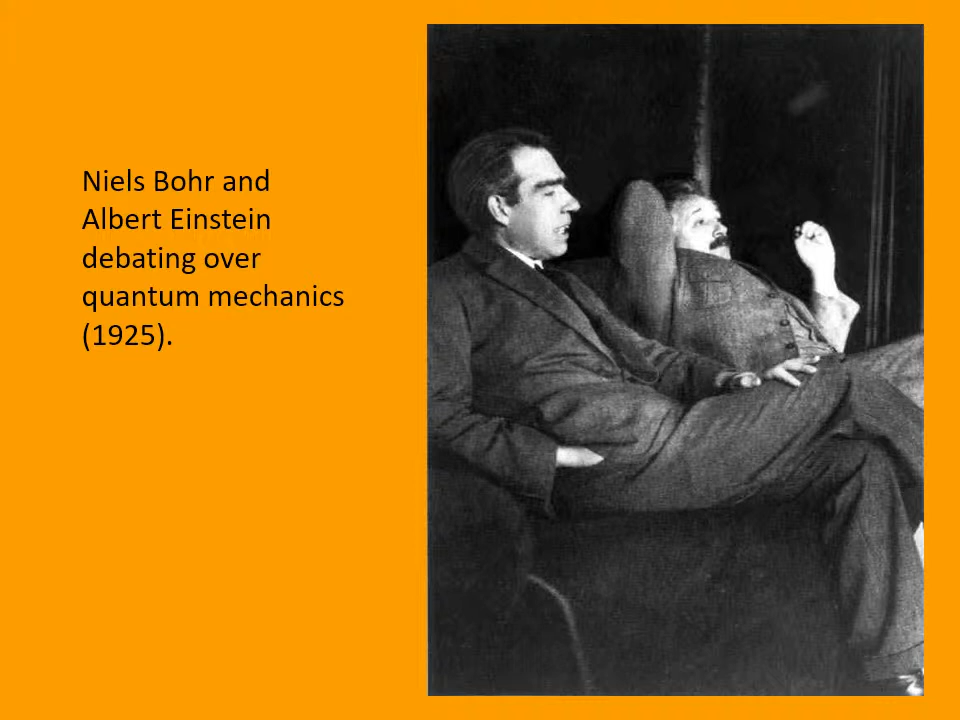 Niels Bohr and
Albert Einstein
debating over
quantum mechanics
(1925).